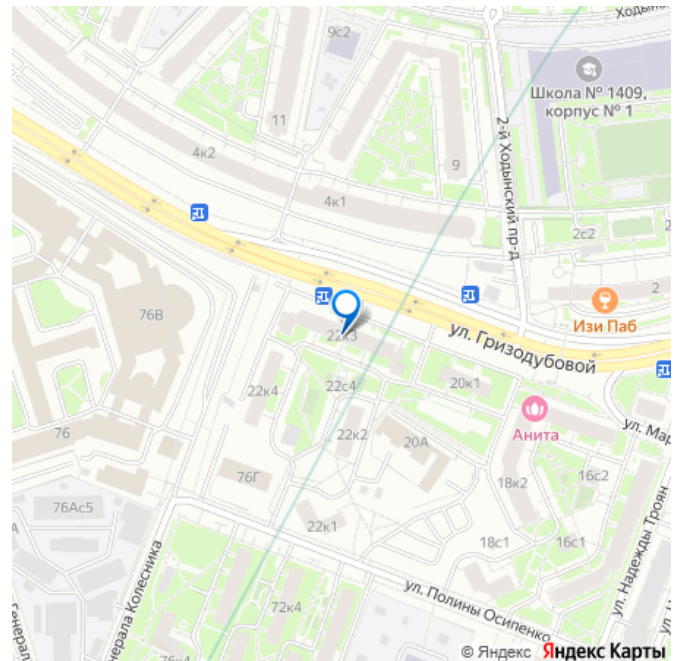 Ходынс
9с2
Школа № 1409,
корпус № 1
11
2-й Ходынский пр-д
4к2
9
4к1
2с2
2
76В
Изи Паб
ул. Гризодубовой
22к3
22к4
22с4
20к1
Анита
ул. Мар
22к2
20А
76
76Г
18к2
16с2
76Ас5
22к1
18с1
16с1
ул. Надежды Троян
ул. Полины Осипенко
72к4
76к4
© Яндекс Яндекс Карты